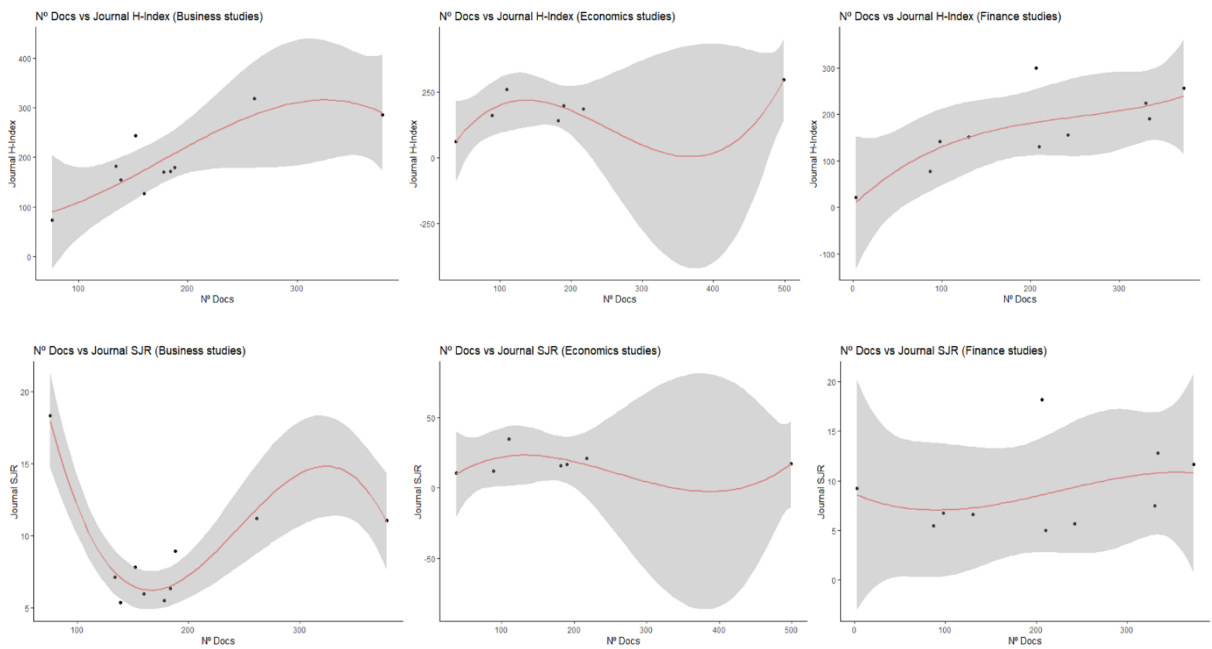 Nº Docs vs Journal H-Index (Business studies)
400
300
200
100
0
Journal H-Index
100
200
300
Nº Docs
Nº Docs vs Journal H-Index (Economics studies)
250
0
-250
Journal H-Index
100
200
300
400
500
Nº Docs
Nº Docs vs Journal H-Index (Finance studies)
300
200
100
0
-100
Journal H-Index
0
100
200
300
Nº Docs
Nº Docs vs Journal SJR (Business studies)
20
15
10
5
Journal SJR
100
200
300
Nº Docs
Nº Docs vs Journal SJR (Economics studies)
50
0
-50
Journal SJR
100
200
300
400
500
Nº Docs
Nº Docs vs Journal SJR (Finance studies)
20
15
10
5
0
Journal SJR
0
100
200
300
Nº Docs